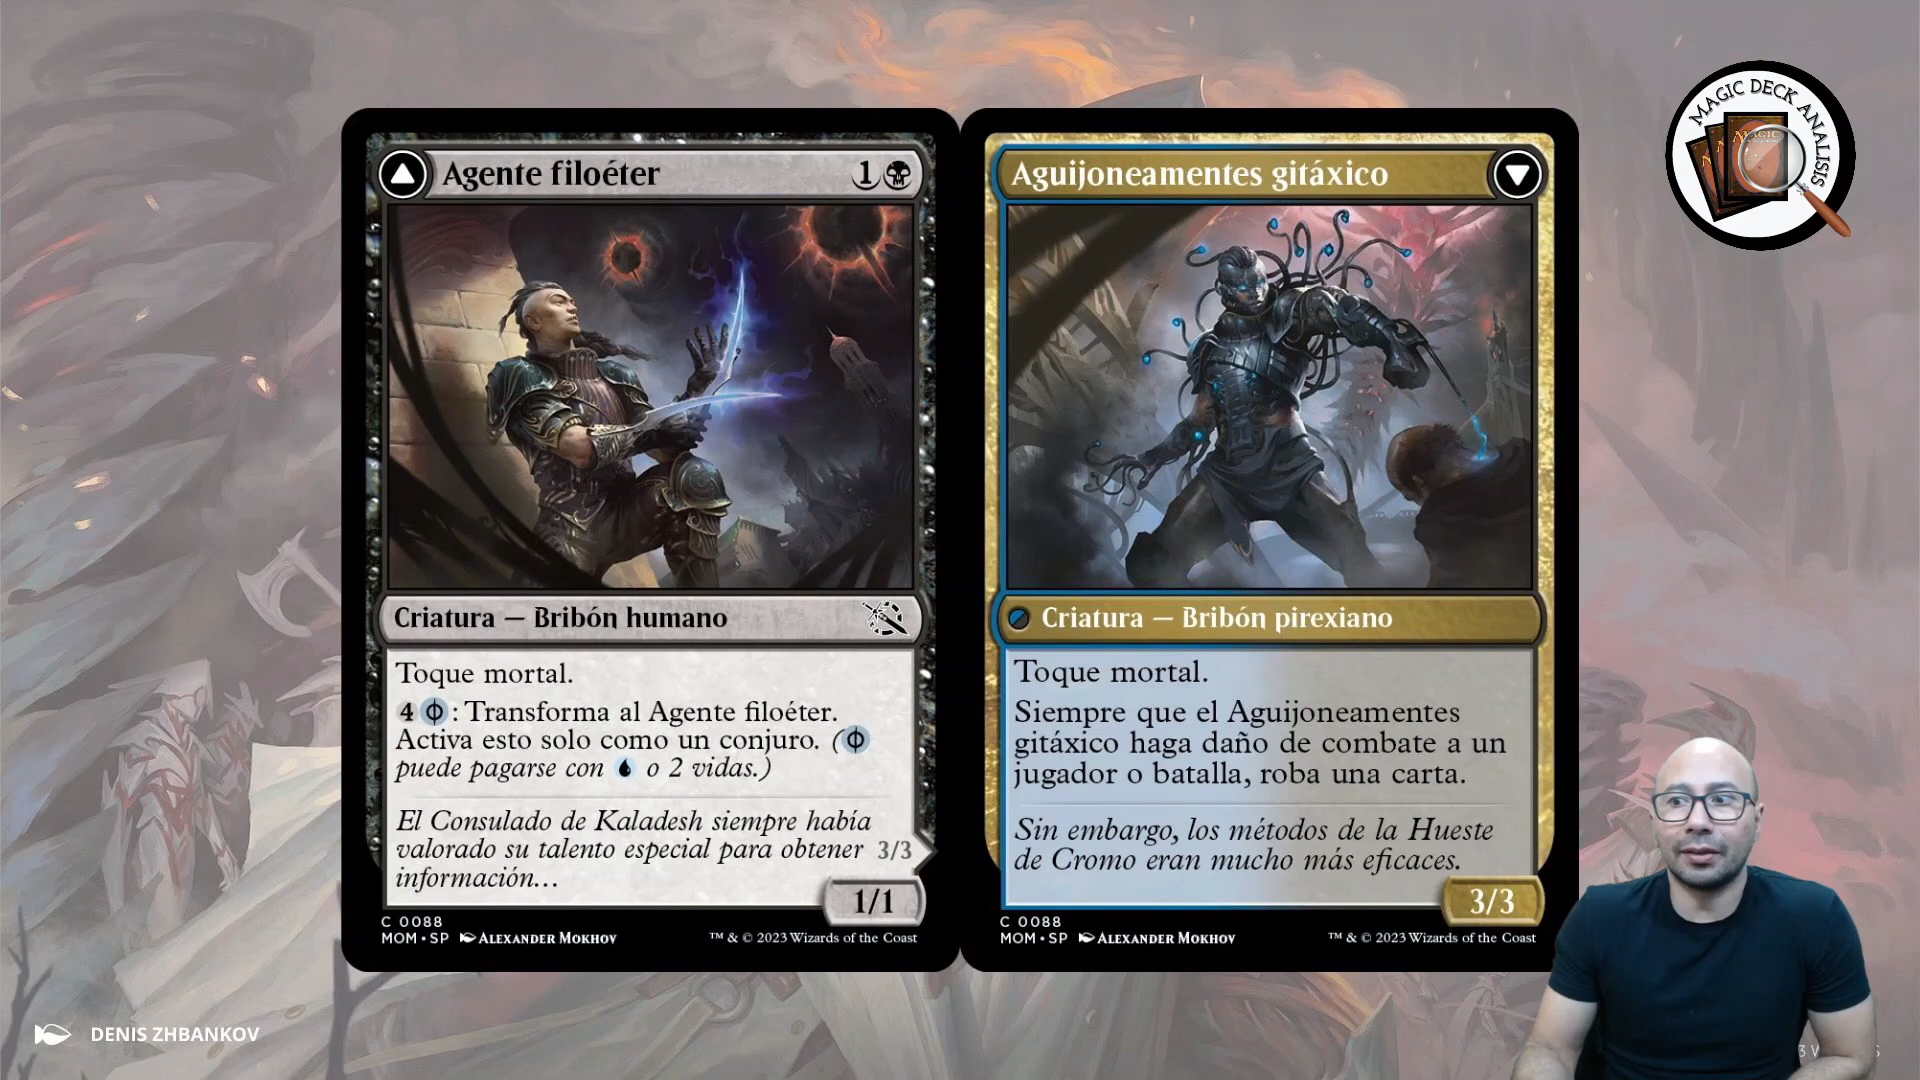 MAGIC DECK ANALISIS
Agente filoéter
1
Criatura — Bribón humano
Toque mortal.
4 : Transforma al Agente filoéter.
Activa esto solo como un conjuro. (
puede pagarse con o 2 vidas.)
El Consulado de Kaladesh siempre había
valorado su talento especial para obtener
información...
3/3
1/1
C 0088
MOM • SP ALEXANDER MOKHOV
™ & © 2023 Wizards of the Coast
Aguijoneamentes gitáxico
Criatura — Bribón pirexiano
Toque mortal.
Siempre que el Aguijoneamentes
gitáxico haga daño de combate a un
jugador o batalla, roba una carta.
Sin embargo, los métodos de la Hueste
de Cromo eran mucho más eficaces.
3/3
C 0088
MOM • SP ALEXANDER MOKHOV
™ & © 2023 Wizards of the Coast
DENIS ZHBANKOV